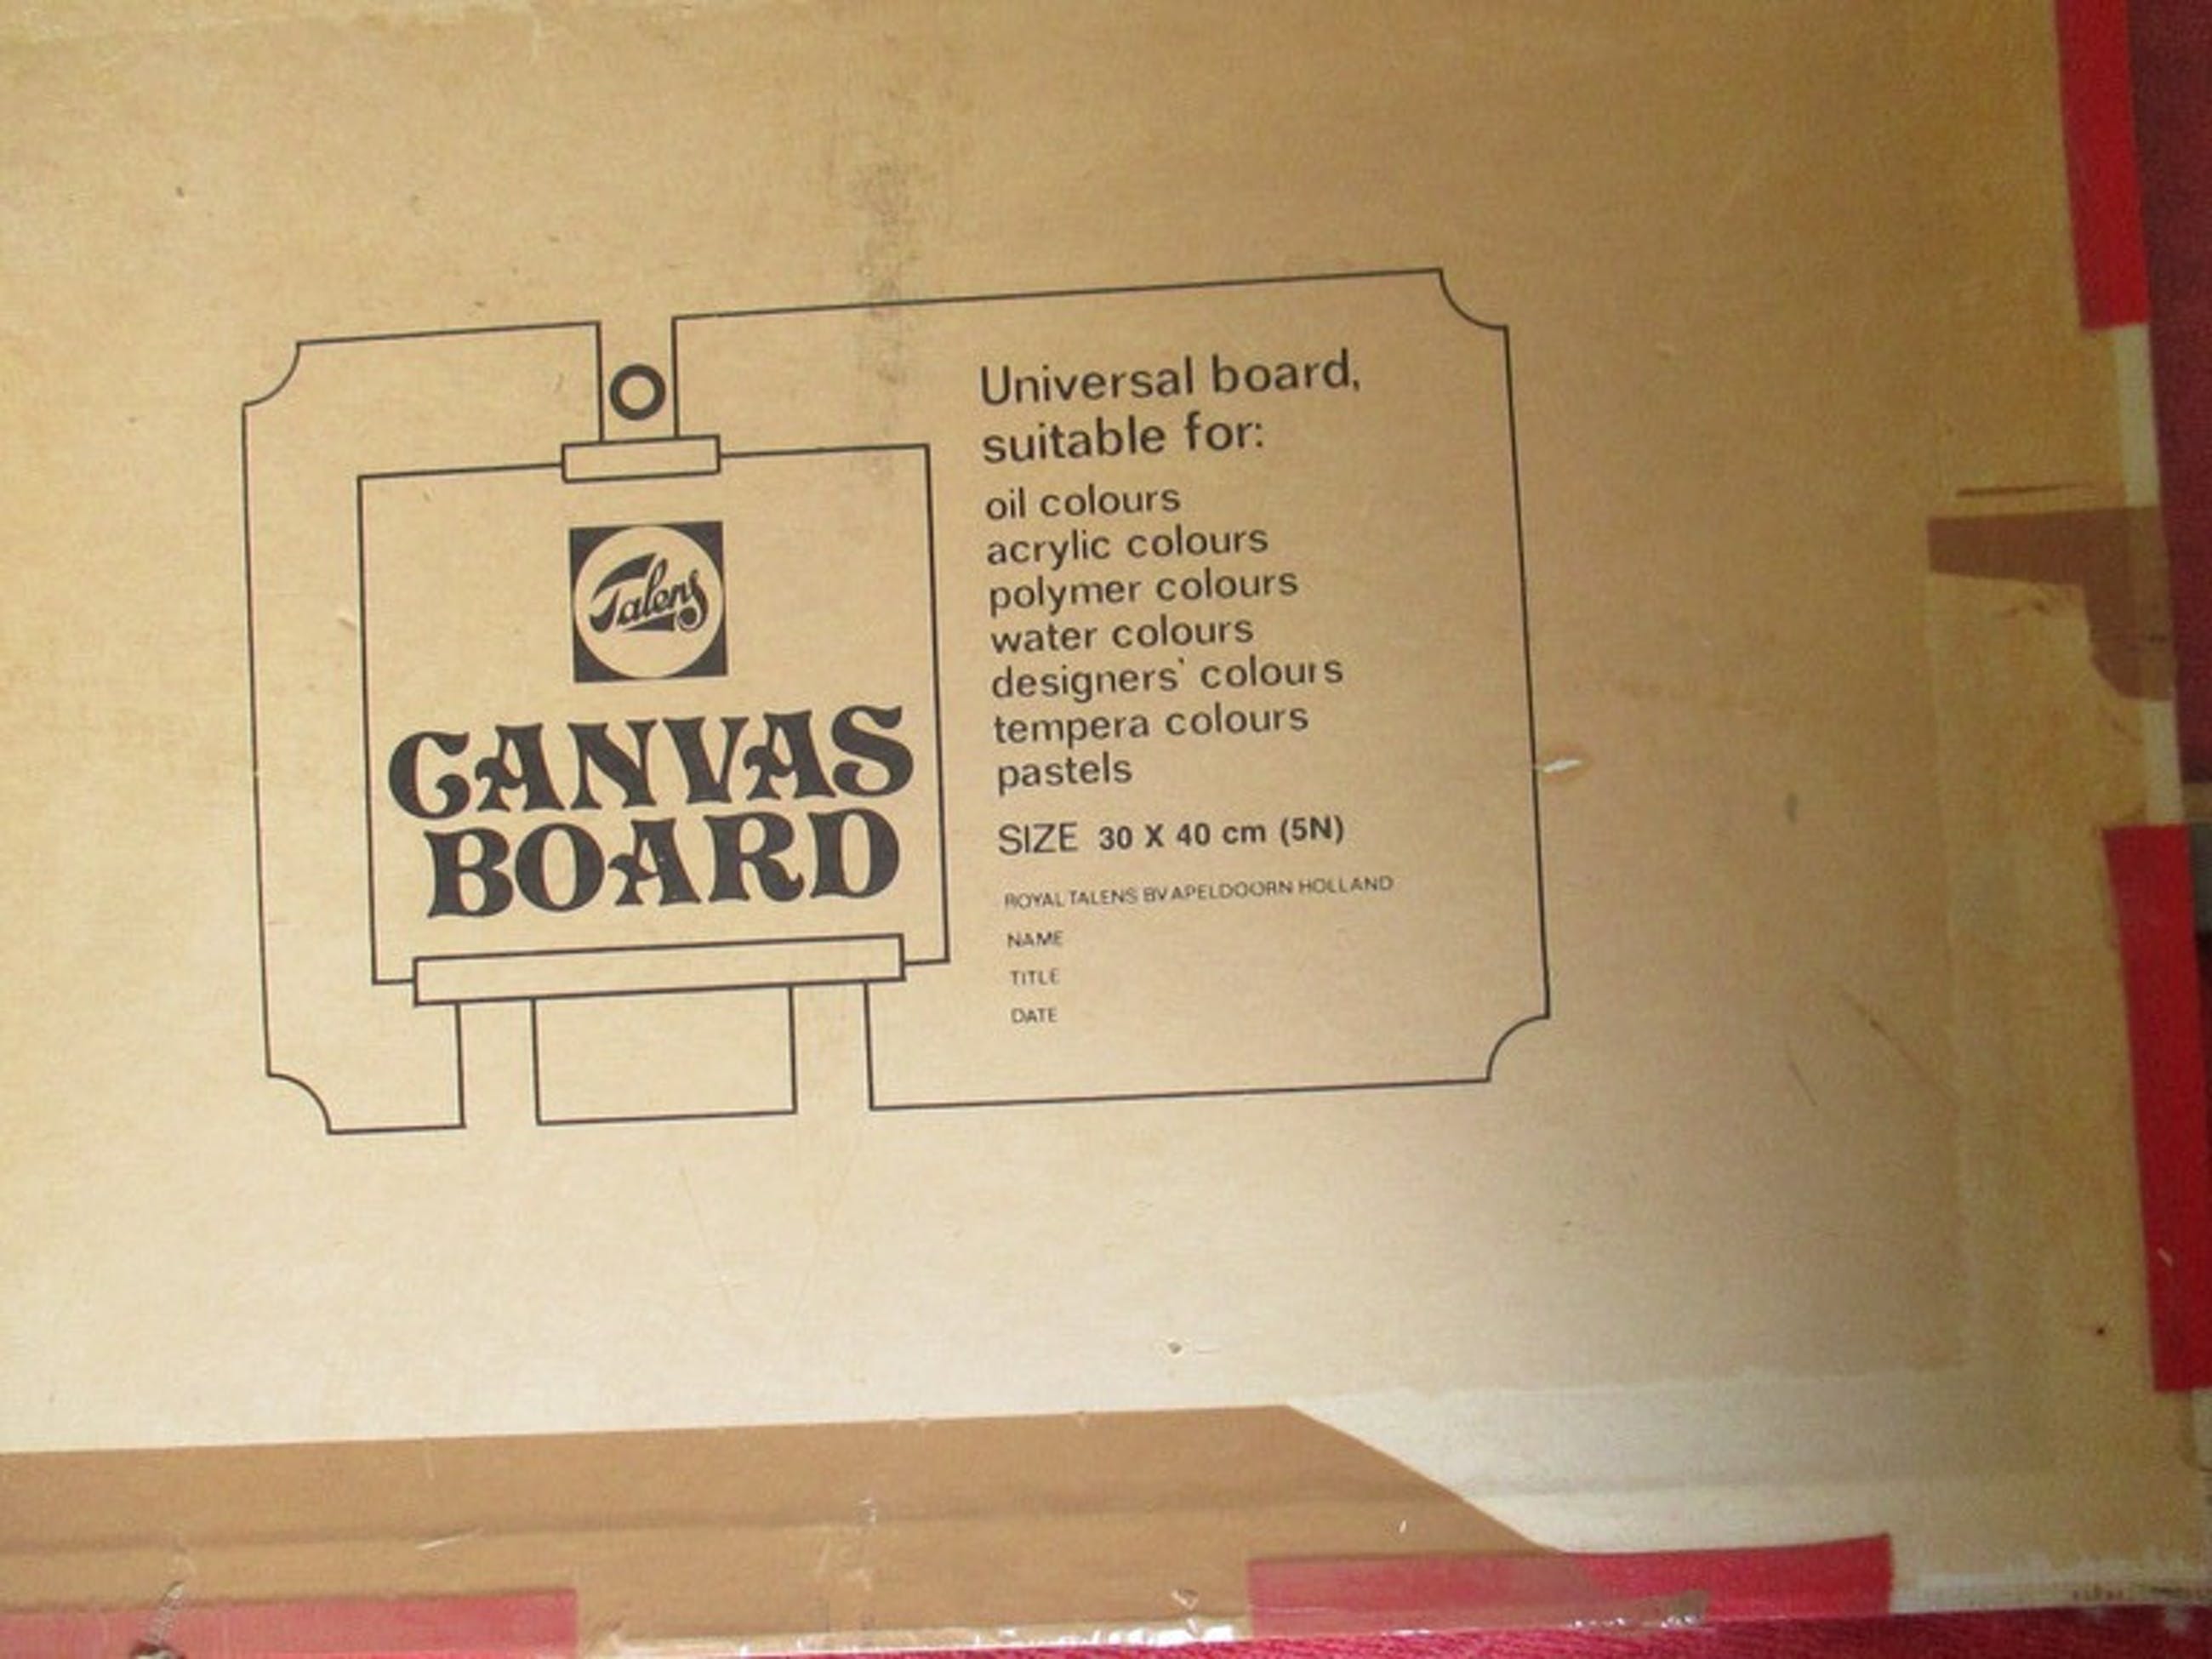 Talens
CANVAS
BOARD
Universal board,
suitable for:
oil colours
acrylic colours
polymer colours
water colours
designers' colours
tempera colours
pastels
SIZE 30 X 40 cm (5N)
ROYAL TALENS BV APELDOORN HOLLAND
NAME
TITLE
DATE